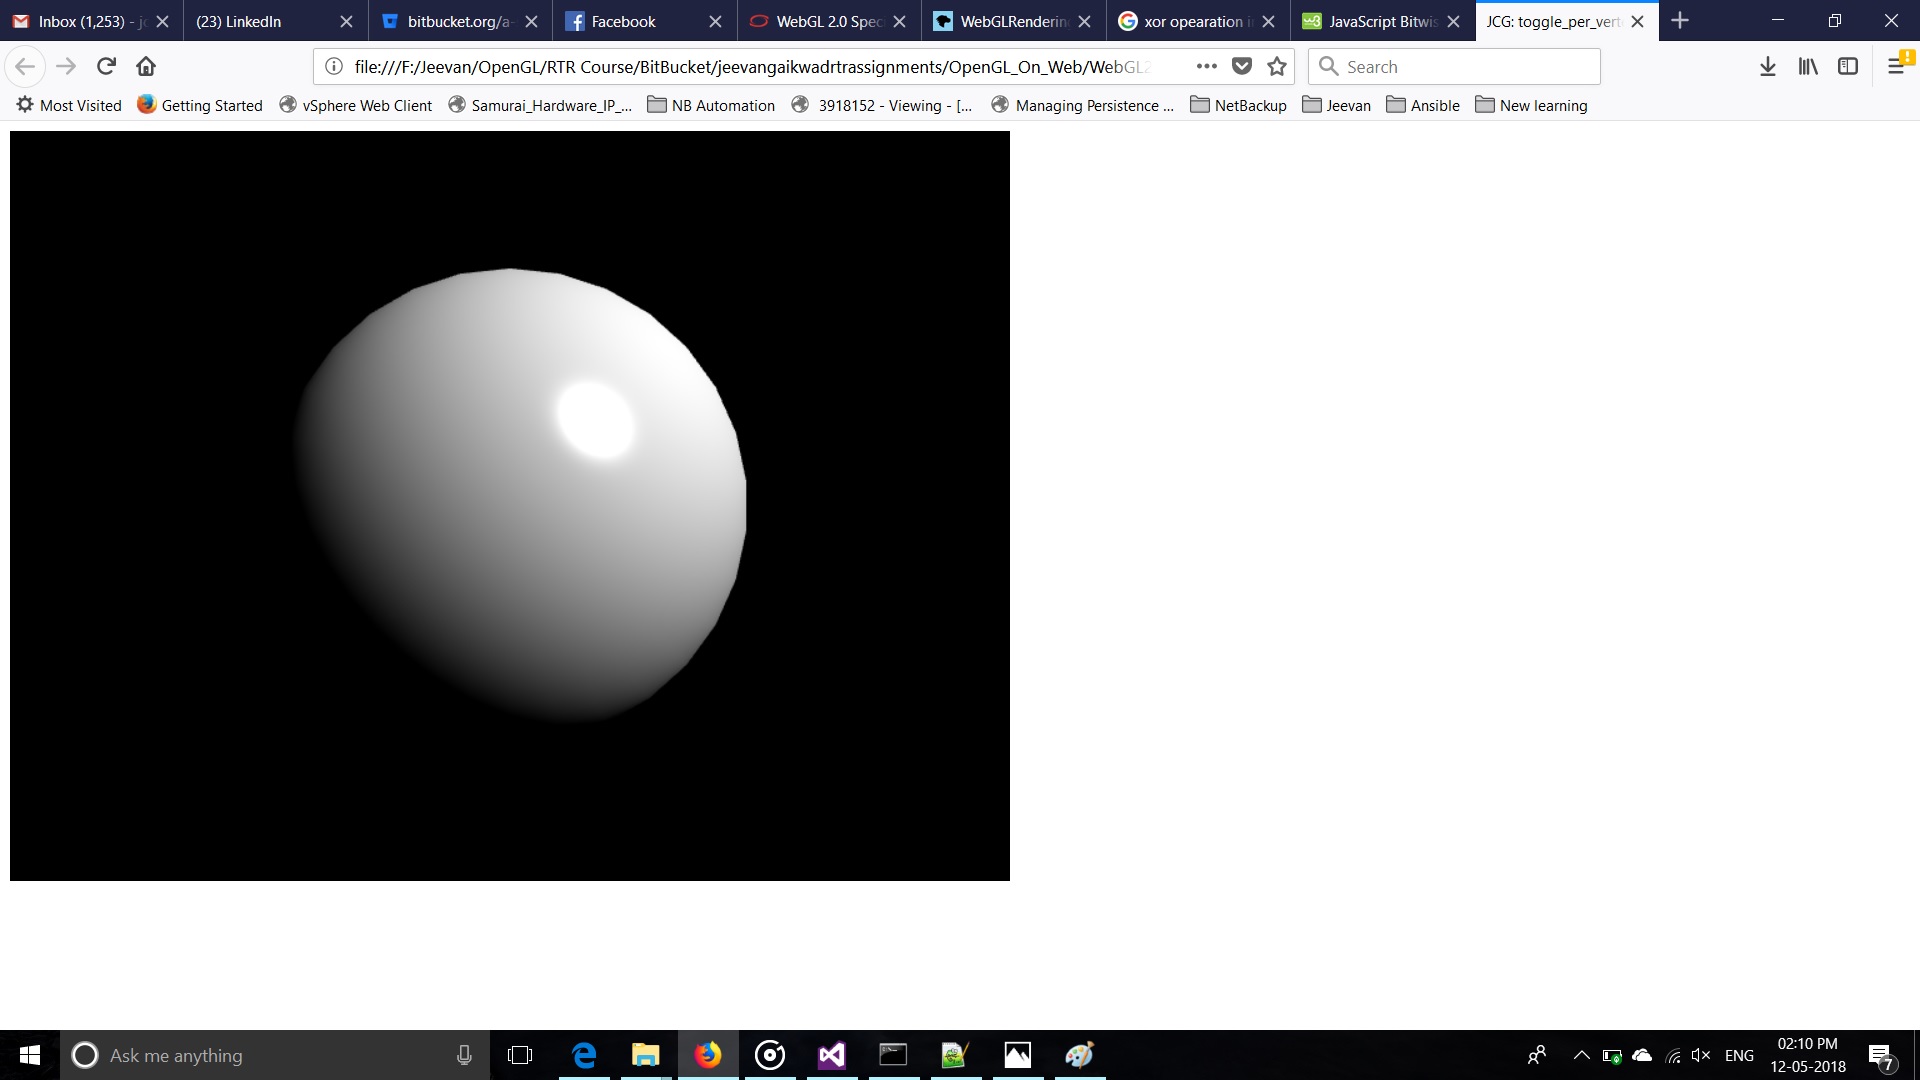 Inbox (1,253) - j
(23) LinkedIn
bitbucket.org/a-
Facebook
WebGL 2.0 Spec
WebGLRendering
xor opearation i
JavaScript Bitwis
JCG: toggle_per_vert
file:///F:/Jeevan/OpenGL/RTR Course/BitBucket/jeevangaikwadrtrassignments/OpenGL_On_Web/WebGL2
Search
Most Visited
Getting Started
vSphere Web Client
Samurai_Hardware_IP_...
NB Automation
3918152 - Viewing - [...
Managing Persistence ...
NetBackup
Jeevan
Ansible
New learning
Ask me anything
ENG
02:10 PM
12-05-2018
7